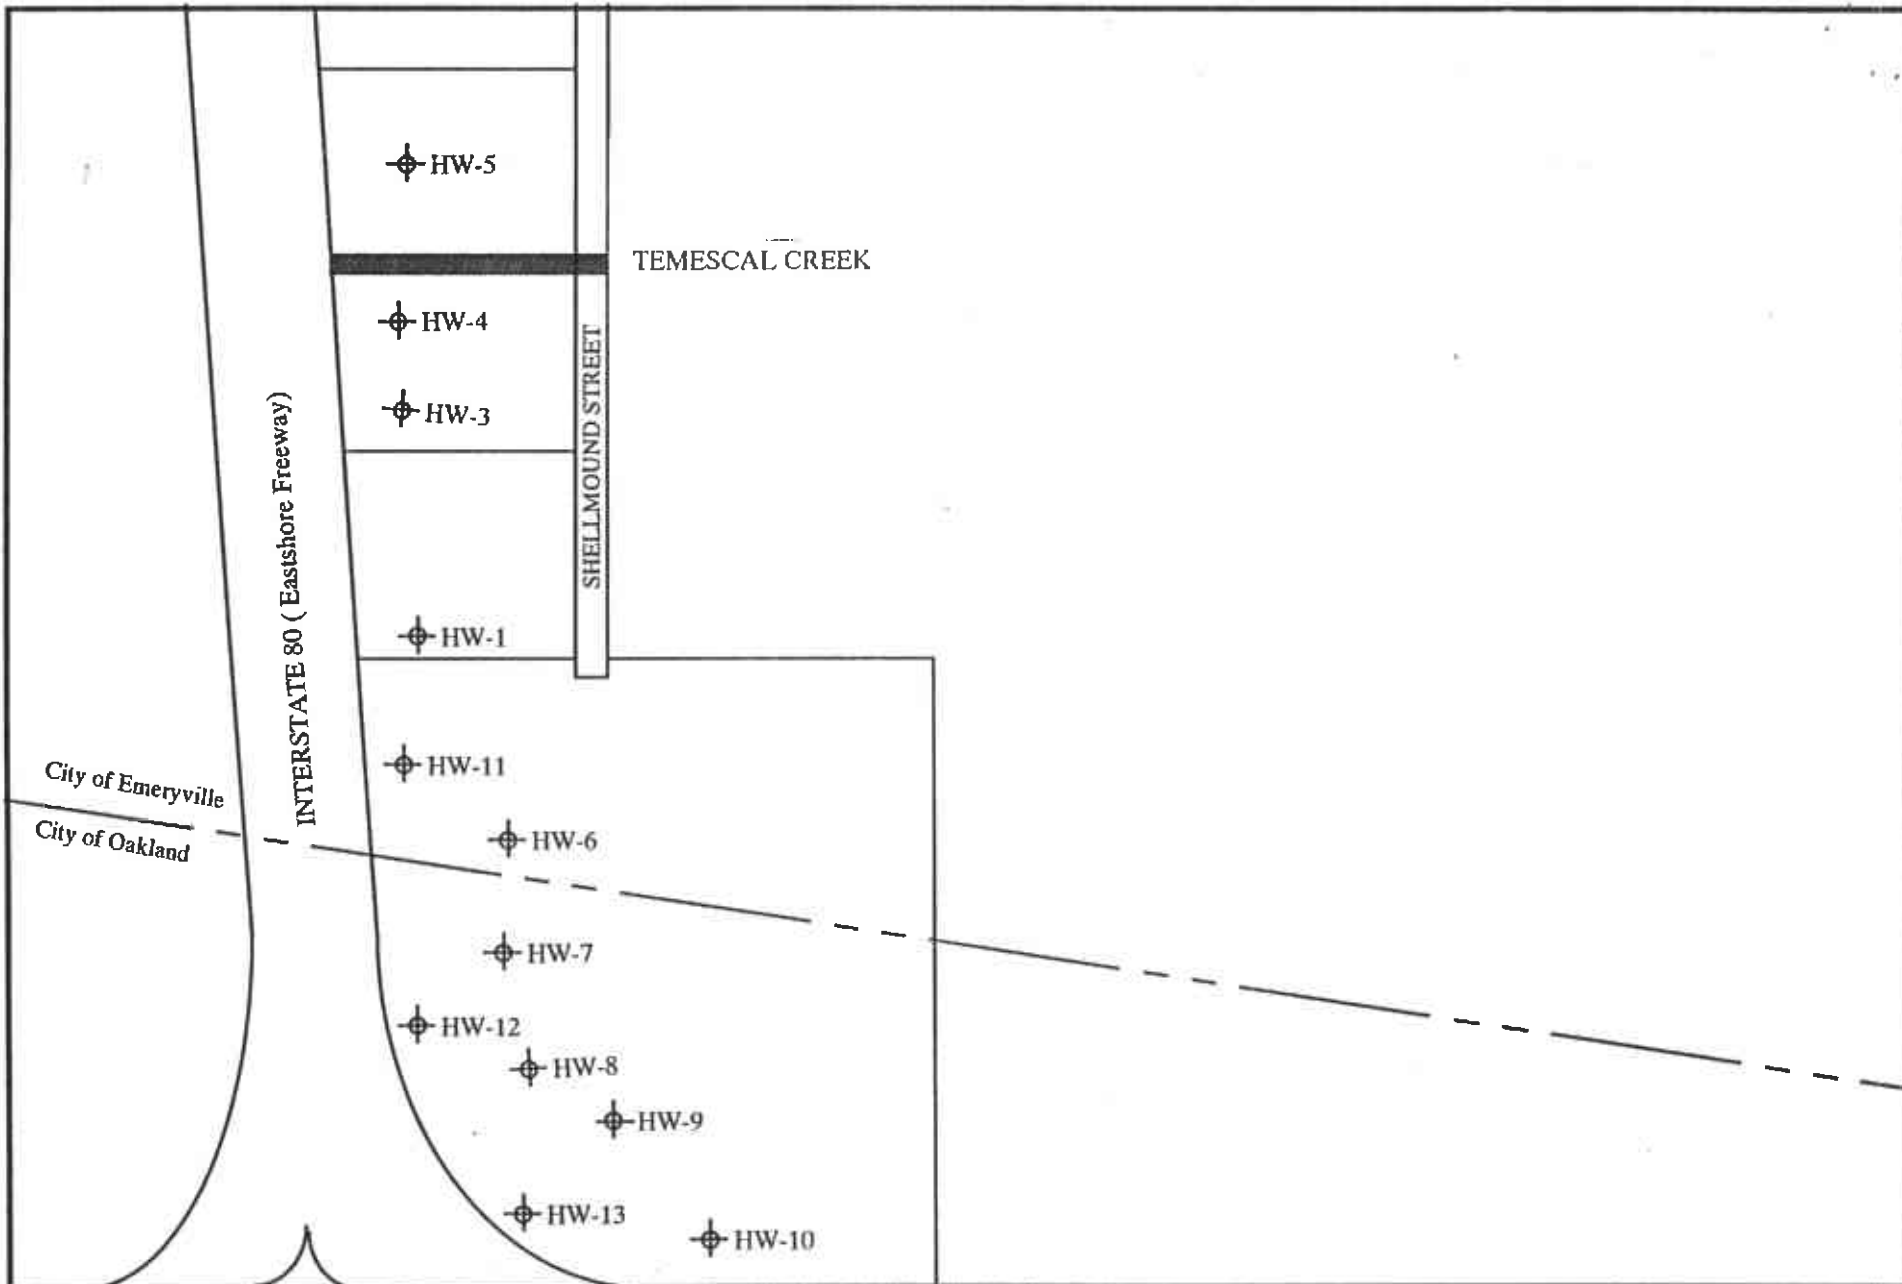 HW-5
TEMESCAL CREEK
HW-4
HW-3
SHELLMOUND STREET
INTERSTATE 80 ( Eastshore Freeway)
HW-1
HW-11
City of Emeryville
City of Oakland
HW-6
HW-7
HW-12
HW-8
HW-9
HW-13
HW-10